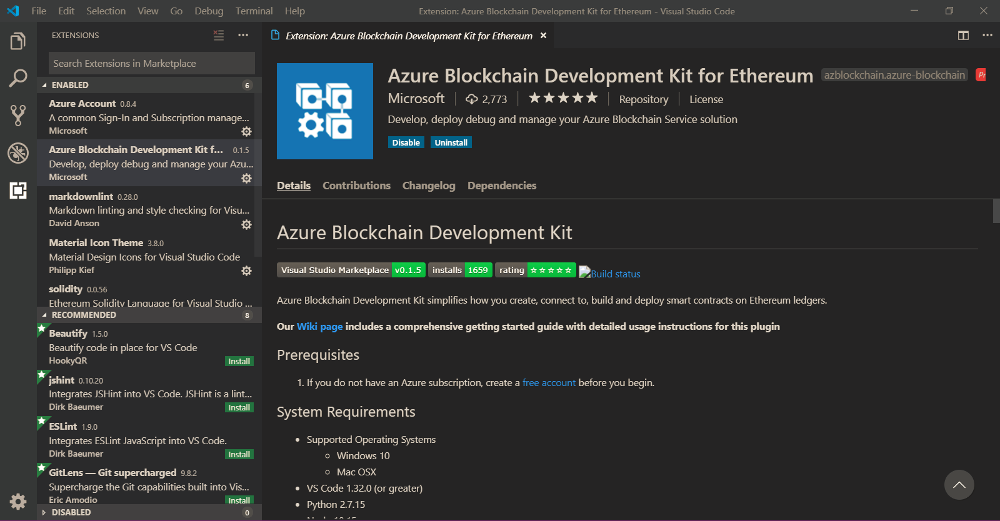 File Edit Selection View Go Debug Terminal Help
Extension: Azure Blockchain Development Kit for Ethereum - Visual Studio Code
EXTENSIONS
Search Extensions in Marketplace
ENABLED 6
Azure Account 0.8.4
A common Sign-In and Subscription manage...
Microsoft
Azure Blockchain Development Kit f... 0.1.5
Develop, deploy debug and manage your Azu...
Microsoft
markdownlint 0.28.0
Markdown linting and style checking for Visu...
David Anson
Material Icon Theme 3.8.0
Material Design Icons for Visual Studio Code
Philipp Kief
solidity 0.0.56
Ethereum Solidity Language for Visual Studio ...
RECOMMENDED 8
Beautify 1.5.0
Beautify code in place for VS Code
HookyQR Install
jshint 0.10.20
Integrates JSHint into VS Code. JSHint is a lint...
Dirk Baeumer Install
ESLint 1.9.0
Integrates ESLint JavaScript into VS Code.
Dirk Baeumer Install
GitLens — Git supercharged 9.8.2
Supercharge the Git capabilities built into Vis...
Eric Amodio Install
DISABLED 0
Extension: Azure Blockchain Development Kit for Ethereum
Azure Blockchain Development Kit for Ethereum azblockchain.azure-blockchain Pr
Microsoft 2,773 Repository License
Develop, deploy debug and manage your Azure Blockchain Service solution
Disable Uninstall
Details Contributions Changelog Dependencies
Azure Blockchain Development Kit
Visual Studio Marketplace v0.1.5 installs 1659 rating ☆☆☆☆☆ Build status
Azure Blockchain Development Kit simplifies how you create, connect to, build and deploy smart contracts on Ethereum ledgers.
Our Wiki page includes a comprehensive getting started guide with detailed usage instructions for this plugin
Prerequisites
1. If you do not have an Azure subscription, create a free account before you begin.
System Requirements
• Supported Operating Systems
◦ Windows 10
◦ Mac OSX
• VS Code 1.32.0 (or greater)
• Python 2.7.15